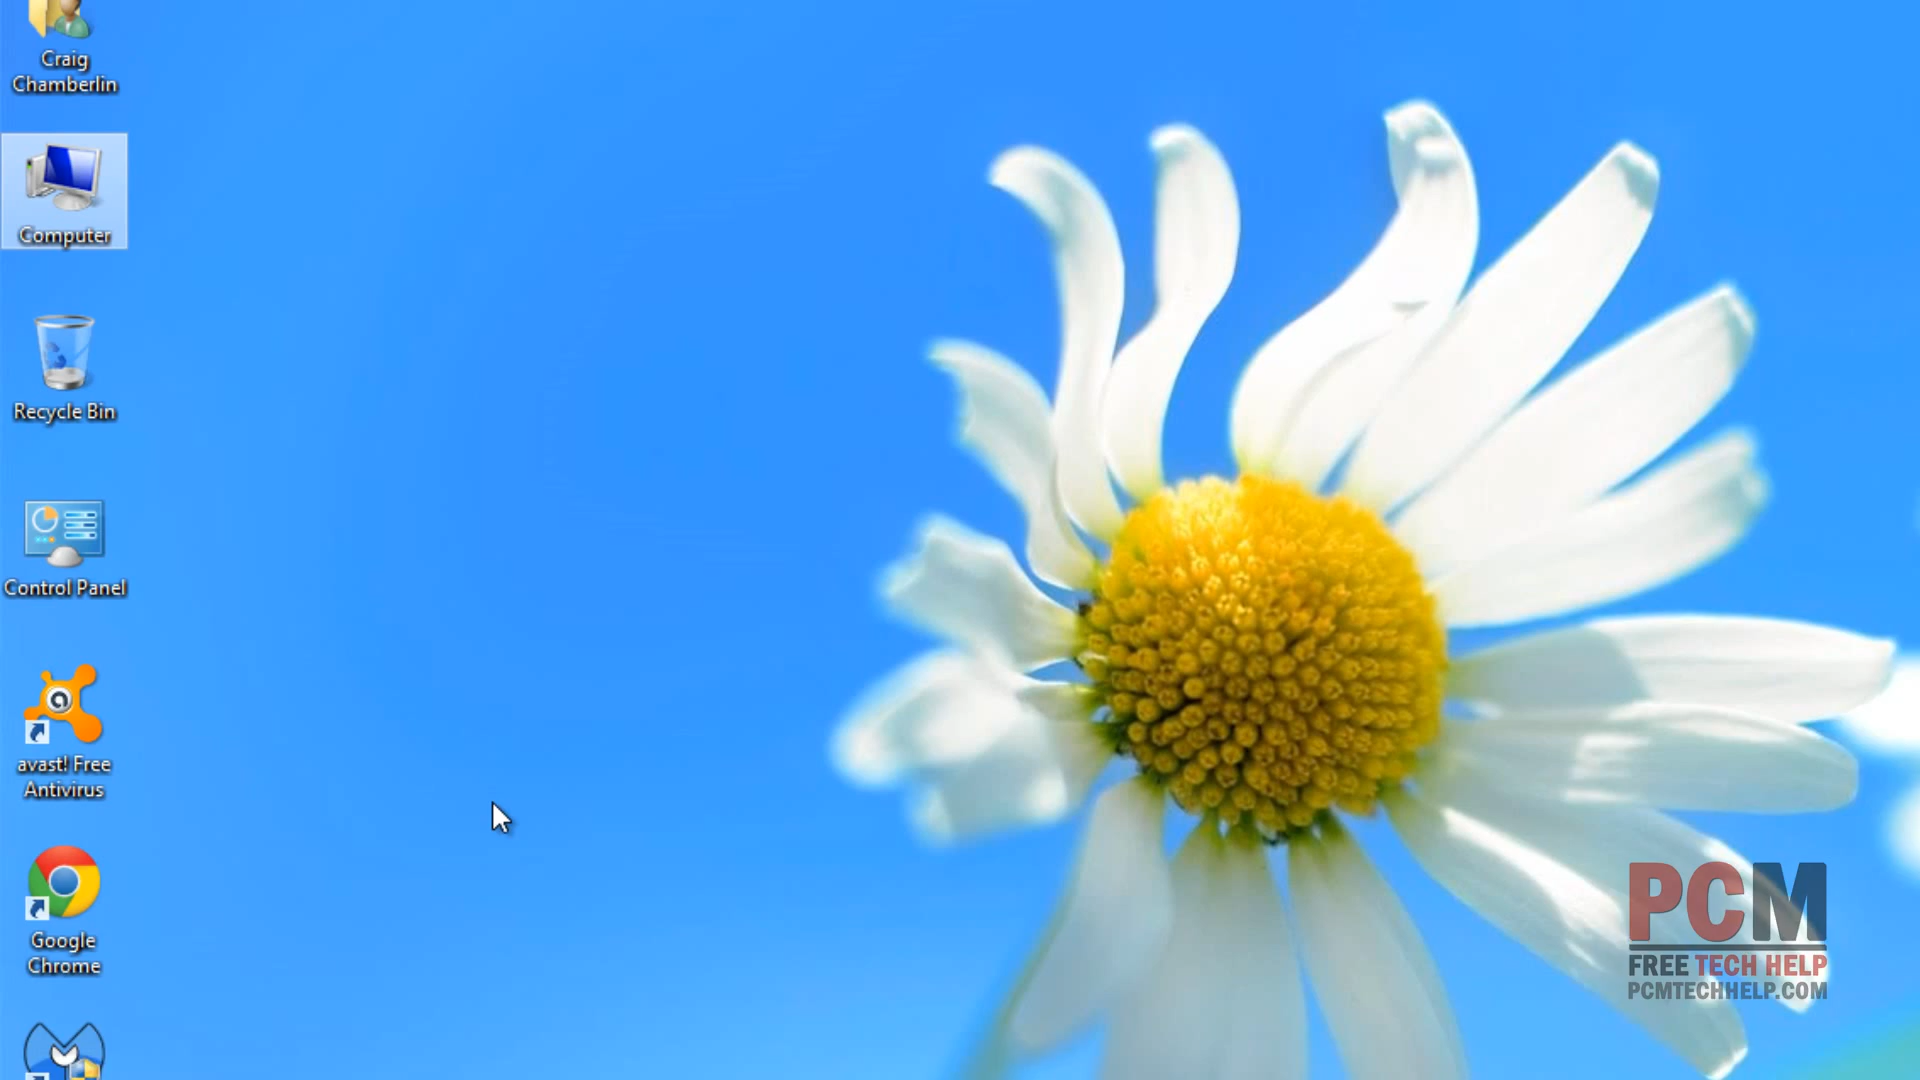 Craig
Chamberlin
Computer
Recycle Bin
Control Panel
avast! Free
Antivirus
Google
Chrome
PCM
FREE TECH HELP
PCMTECHHELP.COM